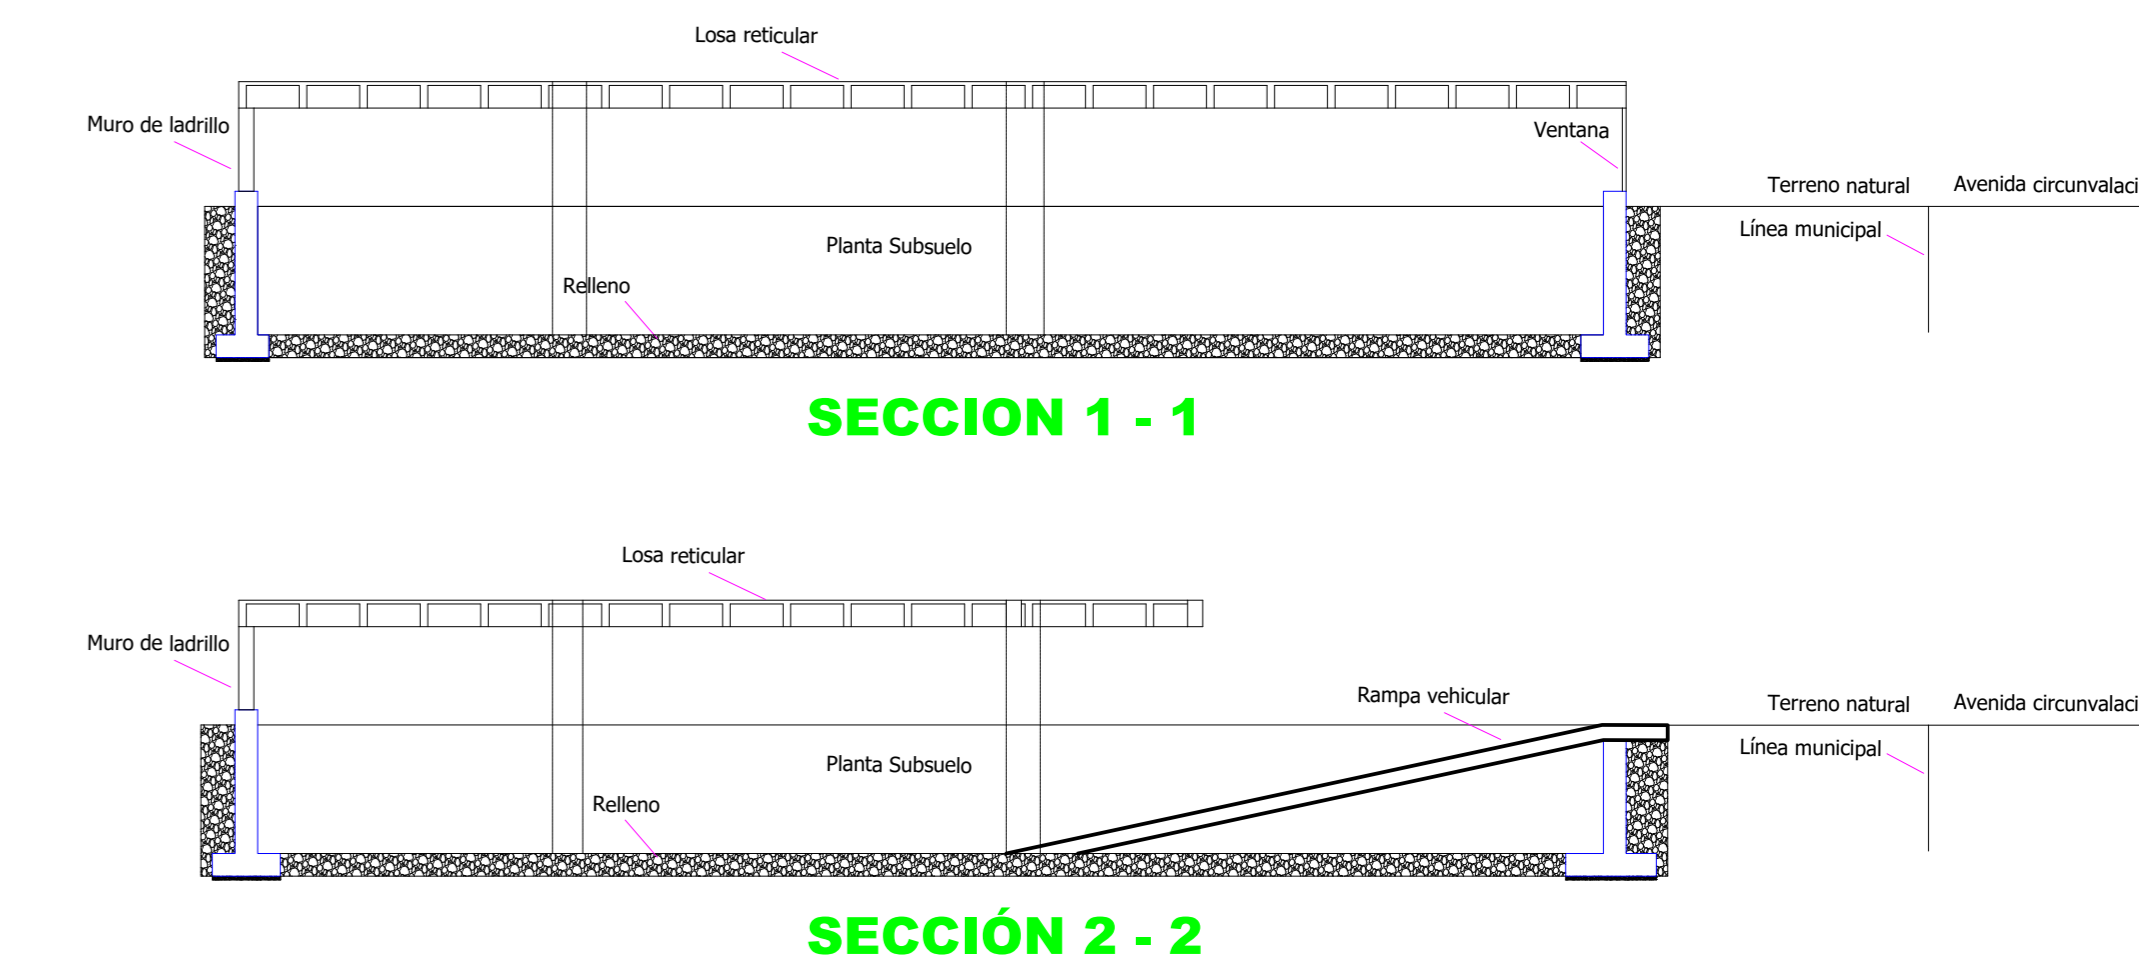 Losa reticular
Muro de ladrillo
Ventana
Terreno natural
Avenida circunvalaci
Línea municipal
Planta Subsuelo
Relleno
SECCION 1 - 1
Losa reticular
Muro de ladrillo
Rampa vehicular
Terreno natural
Avenida circunvalaci
Línea municipal
Planta Subsuelo
Relleno
SECCIÓN 2 - 2